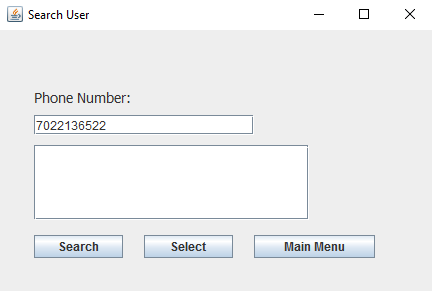 Search User
Phone Number:
7022136522
Search Select Main Menu